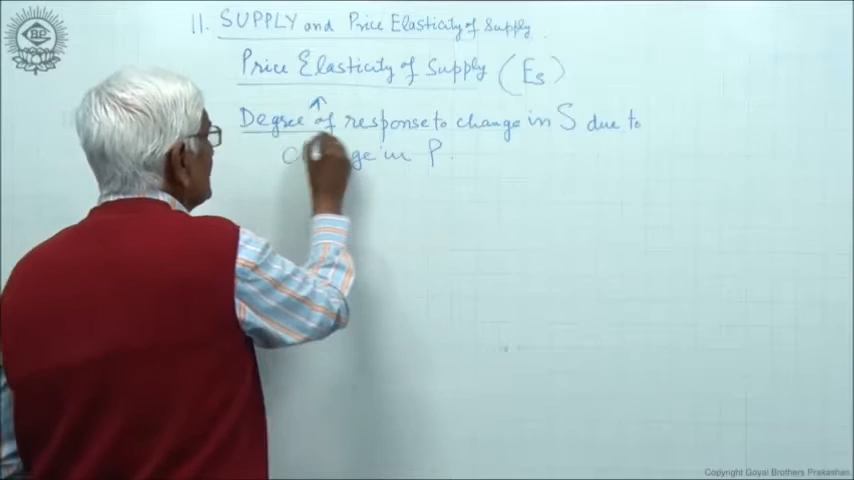 11. SUPPLY and Price Elasticity of Supply
Price Elasticity of Supply (Es)
Degree of response to change in S due to
in P.
GBP
Copyright Goyal Brothers Prakashan